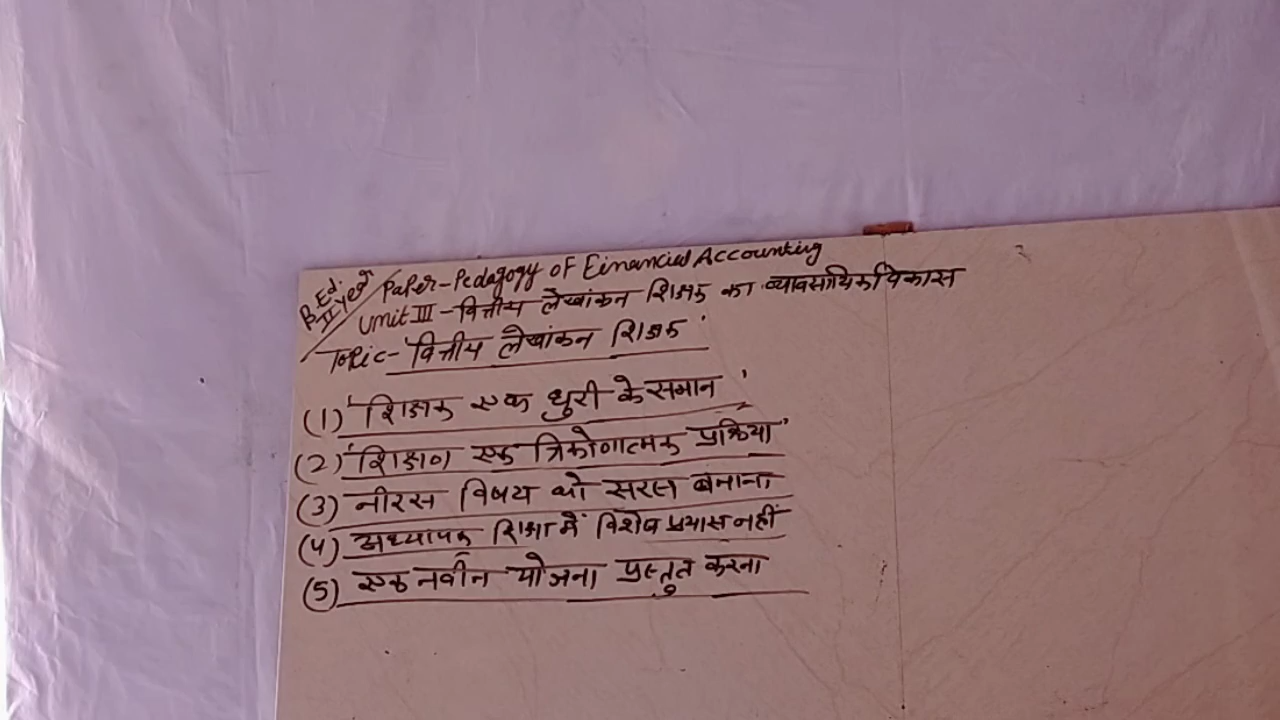 B.Ed. II Year
Paper-Pedagogy of Financial Accounting
Unit III - वित्तीय लेखांकन शिक्षक का व्यावसायिक विकास
Topic- 'वित्तीय लेखांकन शिक्षक'
(1) 'शिक्षक एक धुरी के समान'
(2) 'शिक्षण एक त्रिकोणात्मक प्रक्रिया'
(3) नीरस विषय को सरस बनाना
(4) अध्यापक शिक्षा में विशेष प्रयास नहीं
(5) एक नवीन योजना प्रस्तुत करना